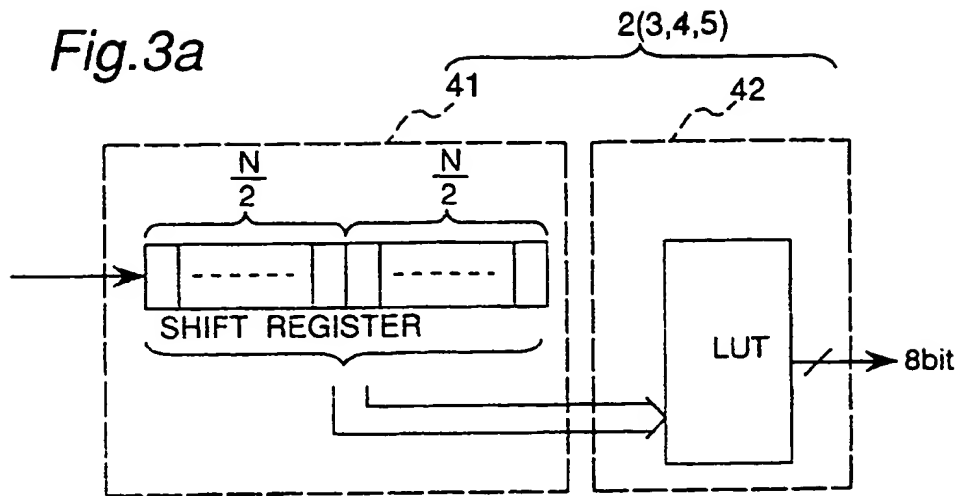 Fig.3a
2(3,4,5)
41
42
N
2
N
2
SHIFT REGISTER
LUT
8bit